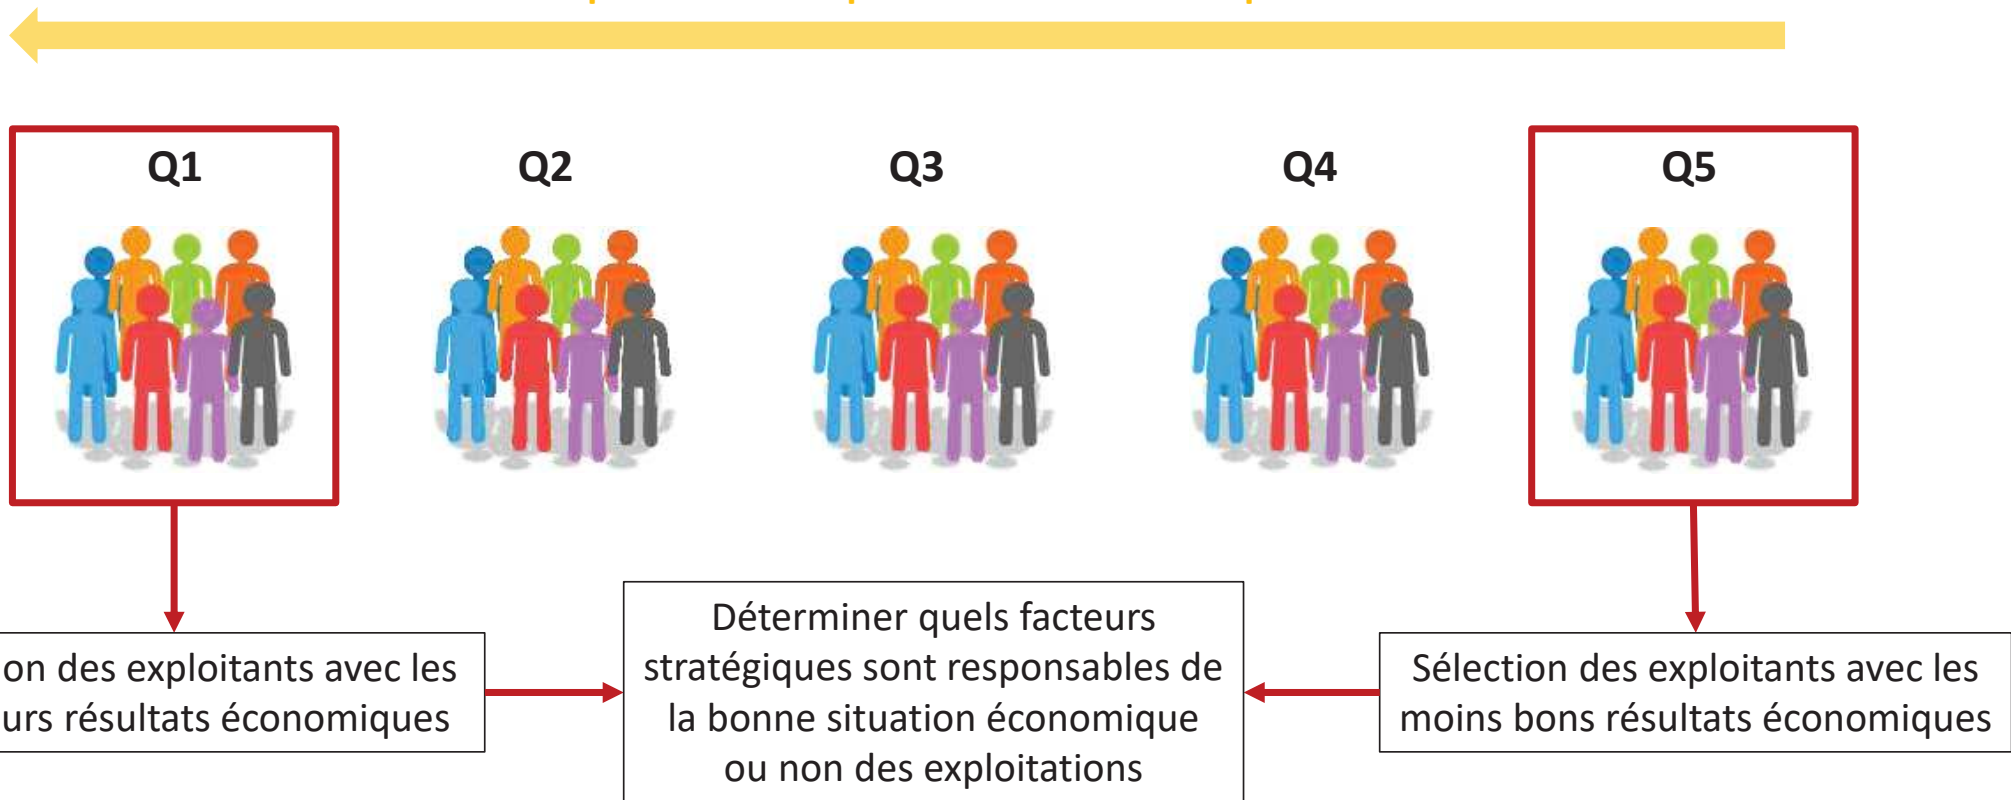 Q1 Q2 Q3 Q4 Q5
on des exploitants avec les
urs résultats économiques
Déterminer quels facteurs
stratégiques sont responsables de
la bonne situation économique
ou non des exploitations
Sélection des exploitants avec les
moins bons résultats économiques